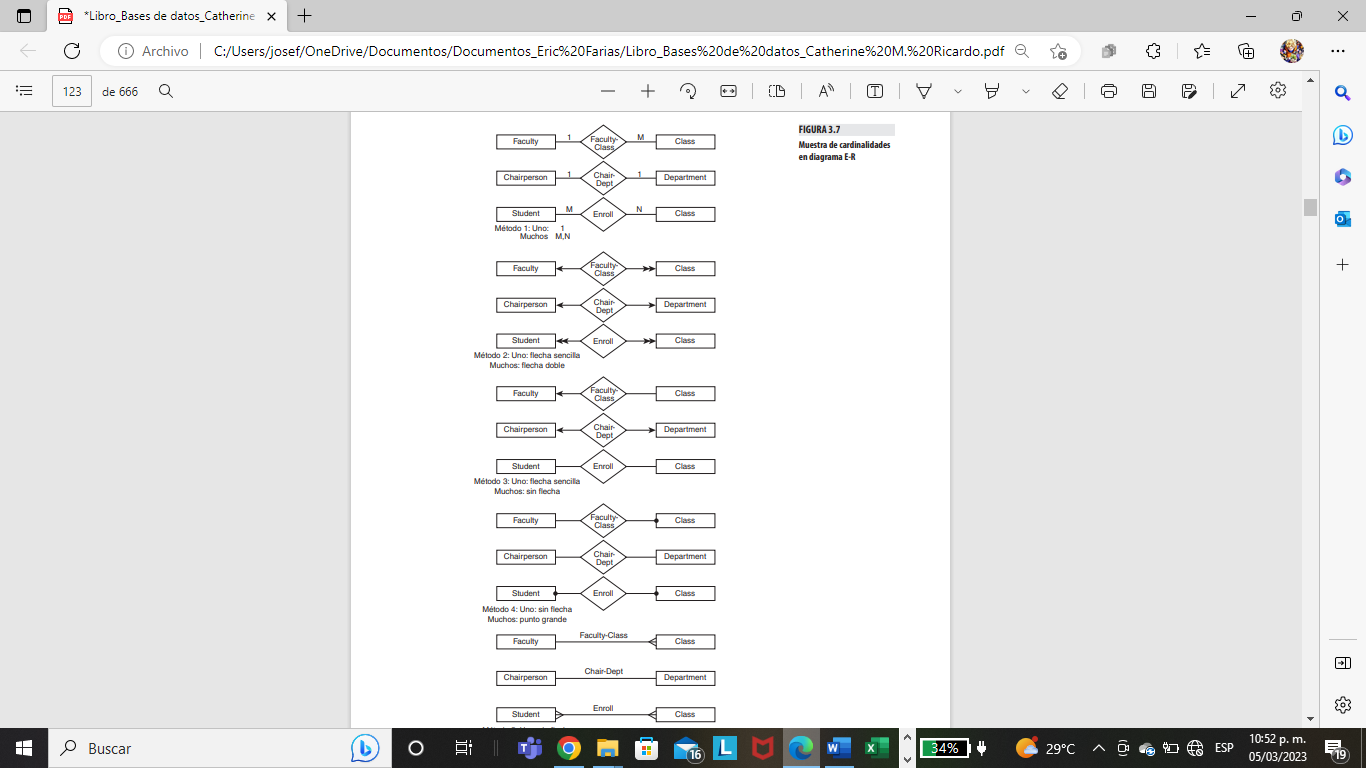 *Libro_Bases de datos_Catherine
Archivo
C:/Users/josef/OneDrive/Documentos/Documentos_Eric%20Farias/Libro_Bases%20de%20datos_Catherine%20M.%20Ricardo.pdf
123 de 666
FIGURA 3.7
Muestra de cardinalidades
en diagrama E-R
Faculty 1 Faculty-Class M Class
Chairperson 1 Chair-Dept 1 Department
Student M Enroll N Class
Método 1: Uno: 1
Muchos M,N
Faculty Faculty-Class Class
Chairperson Chair-Dept Department
Student Enroll Class
Método 2: Uno: flecha sencilla
Muchos: flecha doble
Faculty Faculty-Class Class
Chairperson Chair-Dept Department
Student Enroll Class
Método 3: Uno: flecha sencilla
Muchos: sin flecha
Faculty Faculty-Class Class
Chairperson Chair-Dept Department
Student Enroll Class
Método 4: Uno: sin flecha
Muchos: punto grande
Faculty Faculty-Class Class
Chairperson Chair-Dept Department
Student Enroll Class
Buscar
16
34%
29°C
ESP
10:52 p. m.
05/03/2023
19